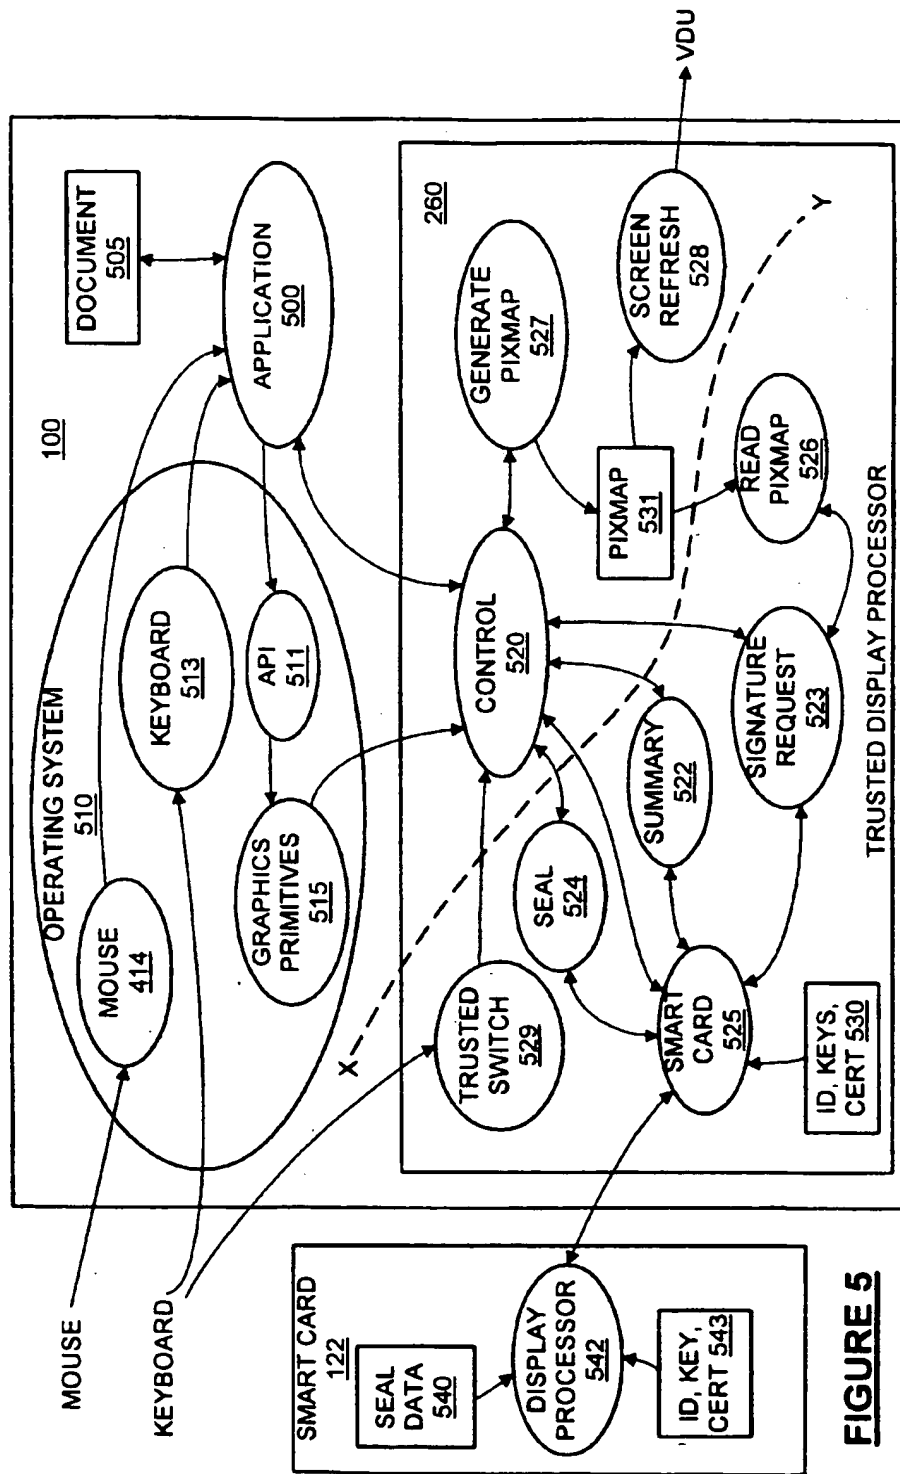 MOUSE
KEYBOARD
100
OPERATING SYSTEM
510
MOUSE
414
KEYBOARD
513
API
511
GRAPHICS
PRIMITIVES
515
DOCUMENT
505
APPLICATION
500
X
260
TRUSTED
SWITCH
529
CONTROL
520
GENERATE
PIXMAP
527
SEAL
524
PIXMAP
531
SCREEN
REFRESH
528
VDU
SMART
CARD
525
SUMMARY
522
SIGNATURE
REQUEST
523
READ
PIXMAP
526
Y
ID, KEYS,
CERT 530
TRUSTED DISPLAY PROCESSOR
SMART CARD
122
SEAL
DATA
540
DISPLAY
PROCESSOR
542
ID, KEY,
CERT 543
FIGURE 5